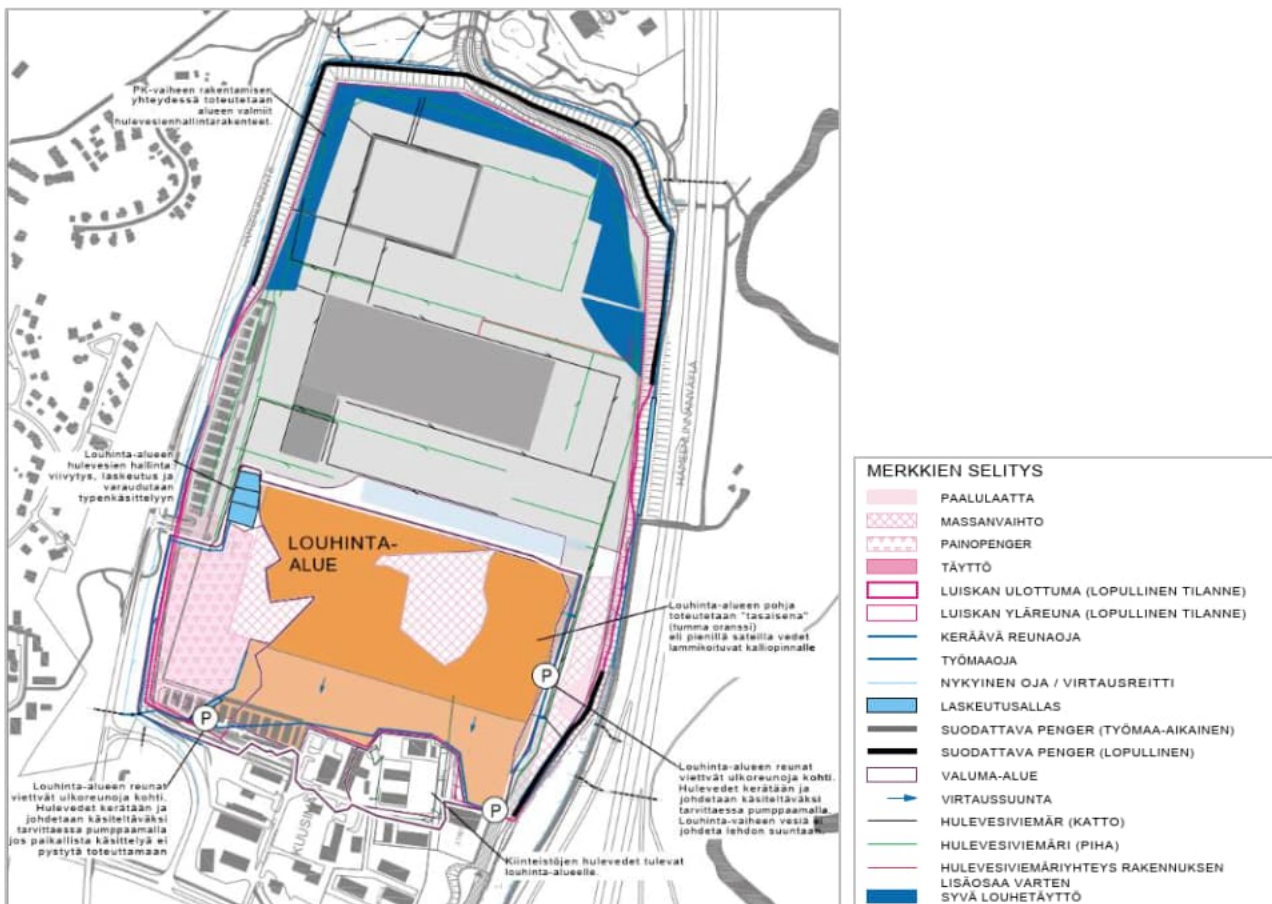 PK-vaiheen rakentamisen
yhteydessä toteutetaan
alueen valmiit
hulevesienhallintarakenteet.
HÄMEENLINNANVÄYLÄ
Louhinta-alueen
hulevesien hallinta:
viivytys, laskeutus ja
varaudutaan
typenkäsittelyyn
LOUHINTA-
ALUE
Louhinta-alueen pohja
toteutetaan "tasaisena"
(tumma oranssi)
eli pienillä sateilla vedet
lammikoituvat kalliopinnalle
P
P
P
Louhinta-alueen reunat
viettvät ulkoreunoja kohti.
Hulevedet kerätään ja
johdetaan käsiteltäväksi
tarvittaessa pumppaamalla
jos paikallista käsittelyä ei
pystytä toteuttamaan
Louhinta-alueen reunat
viettvät ulkoreunoja kohti.
Hulevedet kerätään ja
johdetaan käsiteltäväksi
tarvittaessa pumppaamalla.
Louhinta-vaiheen vesiä ei
johdeta lehdon suuntaan.
Kiinteistöjen hulevedet tulevat
louhinta-alueelle.
MERKKIEN SELITYS
PAALULAATTA
MASSANVAIHTO
PAINOPENGER
TÄYTTÖ
LUISKAN ULOTTUMA (LOPULLINEN TILANNE)
LUISKAN YLÄREUNA (LOPULLINEN TILANNE)
KERÄÄVÄ REUNAOJA
TYÖMAAOJA
NYKYINEN OJA / VIRTAUSREITTI
LASKEUTUSALLAS
SUODATTAVA PENGER (TYÖMAA-AIKAINEN)
SUODATTAVA PENGER (LOPULLINEN)
VALUMA-ALUE
VIRTAUSSUUNTA
HULEVESIVIEMÄR (KATTO)
HULEVESIVIEMÄRI (PIHA)
HULEVESIVIEMÄRIYHTEYS RAKENNUKSEN
LISÄOSAA VARTEN
SYVÄ LOUHETÄYTTÖ